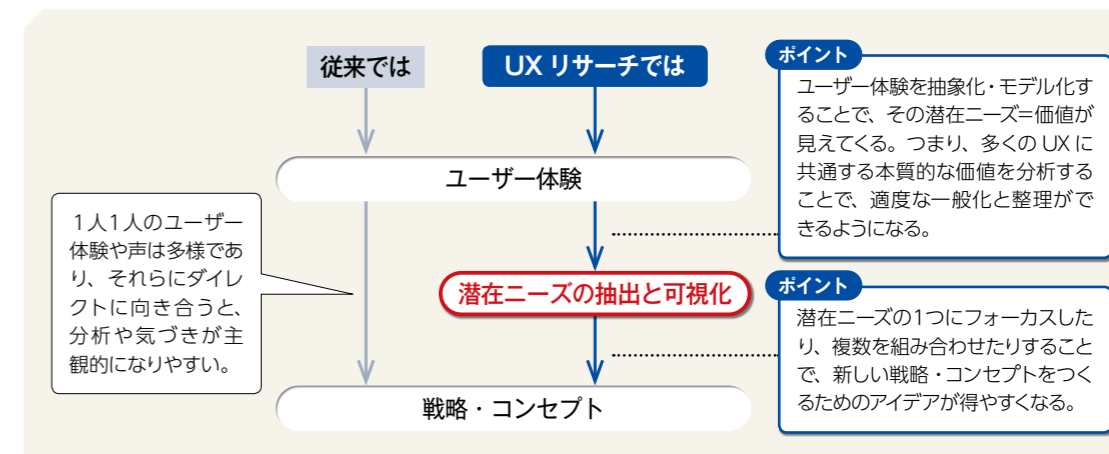 従来では
UX リサーチでは
ユーザー体験
潜在ニーズの抽出と可視化
戦略・コンセプト
1人1人のユーザー
体験や声は多様であ
り、それらにダイレ
クトに向き合うと、
分析や気づきが主
観的になりやすい。
ポイント
ユーザー体験を抽象化・モデル化す
ることで、その潜在ニーズ＝価値が
見えてくる。つまり、多くの UX に
共通する本質的な価値を分析する
ことで、適度な一般化と整理がで
きるようになる。
ポイント
潜在ニーズの1つにフォーカスした
り、複数を組み合わせたりすること
で、新しい戦略・コンセプトをつく
るためのアイデアが得やすくなる。